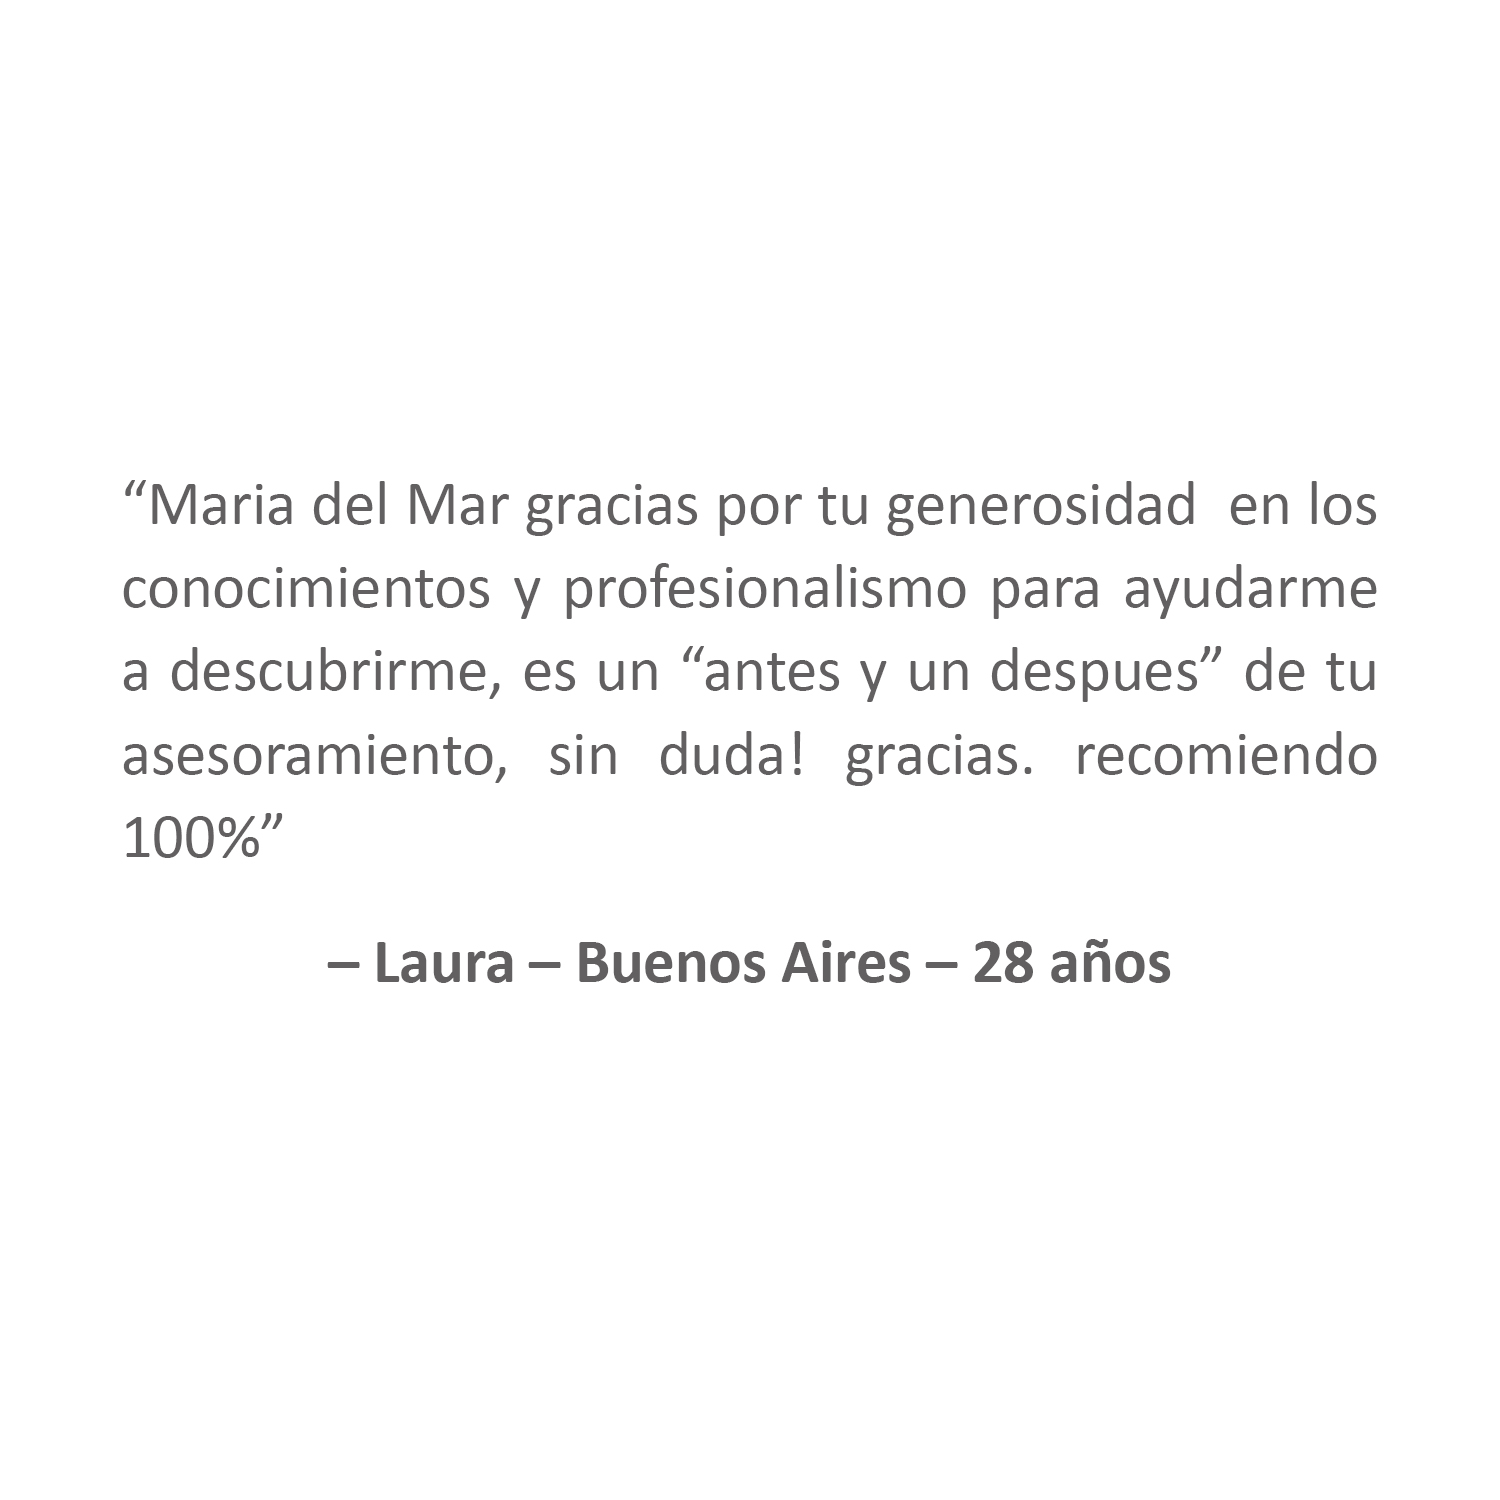 “Maria del Mar gracias por tu generosidad  en los
conocimientos y profesionalismo para ayudarme
a descubrirme, es un “antes y un despues” de tu
asesoramiento, sin duda! gracias. recomiendo
100%”
– Laura – Buenos Aires – 28 años